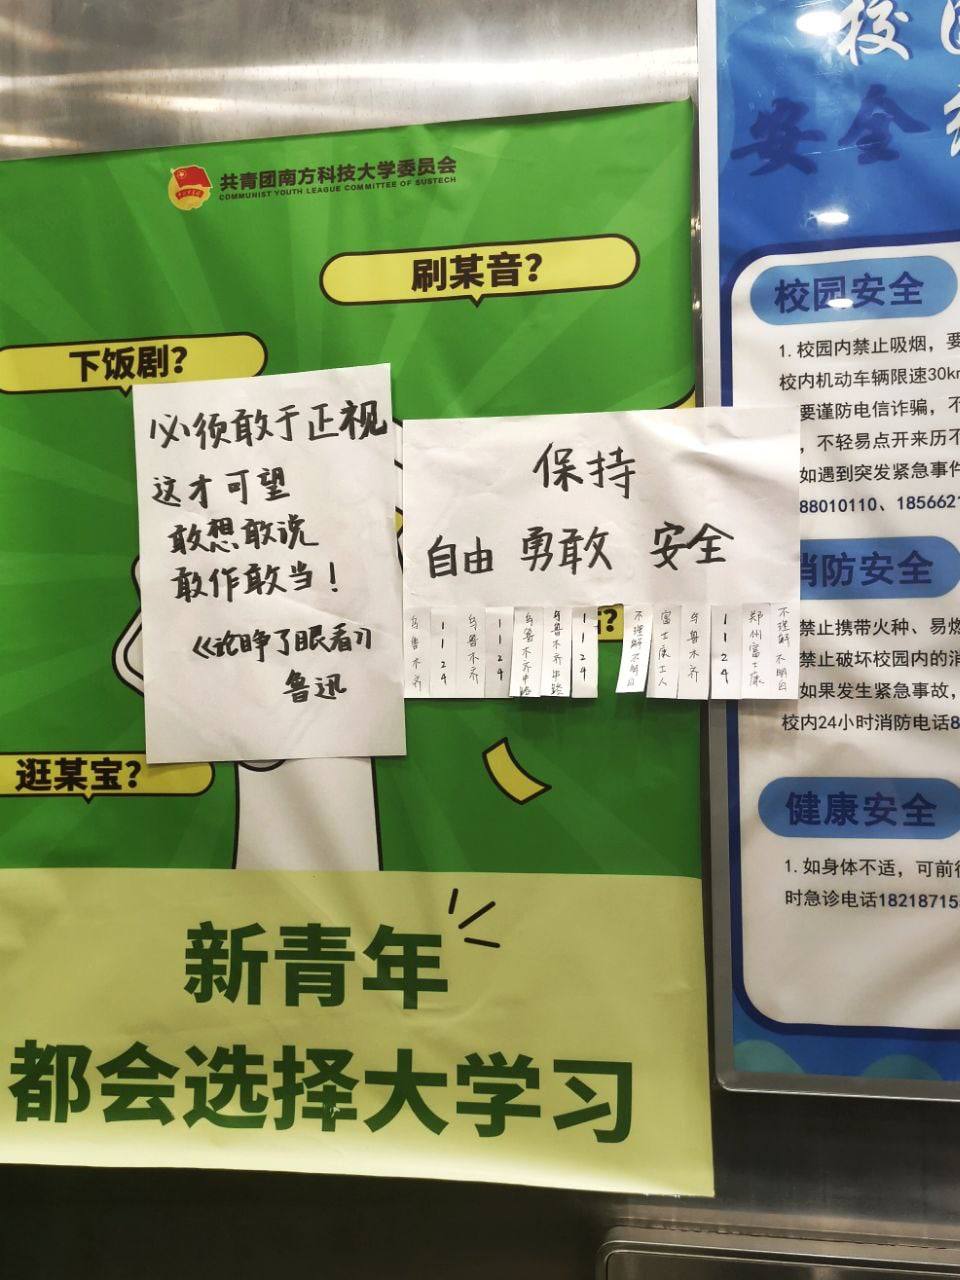 共青团南方科技大学委员会
COMMUNIST YOUTH LEAGUE COMMITTEE OF SUSTECH
刷某音?
下饭剧?
必须敢于正视
这才可望
敢想敢说
敢作敢当!
《论睁了眼看》
鲁迅
保持
自由 勇敢 安全
乌鲁木齐
1124
乌鲁木齐
1124
乌鲁木齐中路
乌鲁木齐中路
1124
不理解 不明白
富士康工人
乌鲁木齐
1124
郑州富士康
不理解 不明白
?
逛某宝?
新青年
都会选择大学习
校园
安全
校园安全
1.校园内禁止吸烟,要
校内机动车辆限速30km
要谨防电信诈骗,不
,不轻易点开来历不
如遇到突发紧急事件
88010110、185662
消防安全
禁止携带火种、易燃
禁止破坏校园内的消
如果发生紧急事故,
校内24小时消防电话8
健康安全
1.如身体不适,可前往
时急诊电话182187153